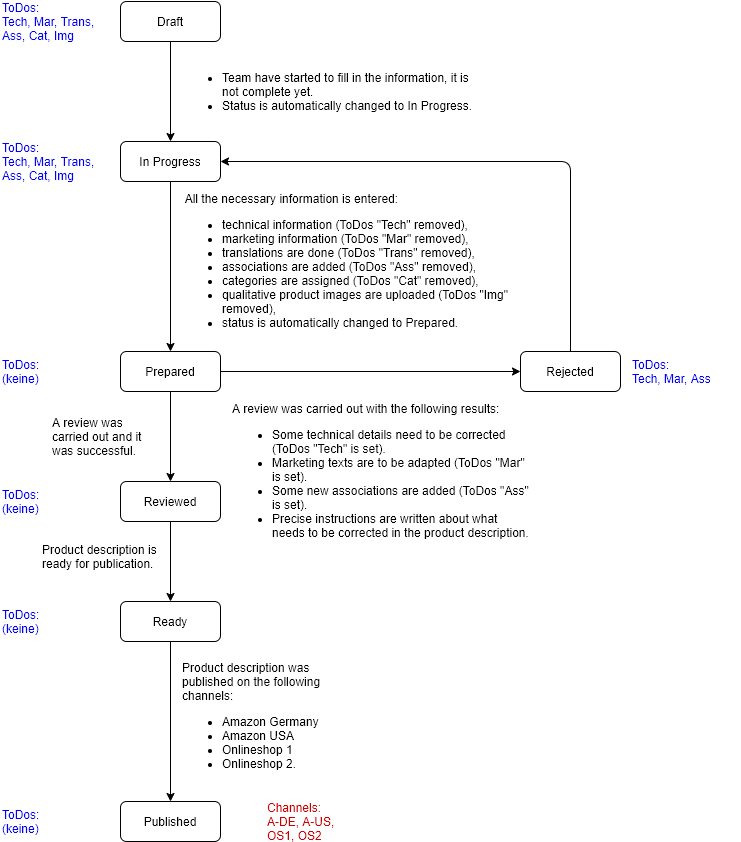 ToDos:
Tech, Mar, Trans,
Ass, Cat, Img
Draft
• Team have started to fill in the information, it is
not complete yet.
• Status is automatically changed to In Progress.
ToDos:
Tech, Mar, Trans,
Ass, Cat, Img
In Progress
All the necessary information is entered:
• technical information (ToDos "Tech" removed),
• marketing information (ToDos "Mar" removed),
• translations are done (ToDos "Trans" removed),
• associations are added (ToDos "Ass" removed),
• categories are assigned (ToDos "Cat" removed),
• qualitative product images are uploaded (ToDos "Img"
removed),
• status is automatically changed to Prepared.
ToDos:
(keine)
Prepared
Rejected
ToDos:
Tech, Mar, Ass
A review was
carried out and it
was successful.
A review was carried out with the following results:
• Some technical details need to be corrected
(ToDos "Tech" is set).
• Marketing texts are to be adapted (ToDos "Mar"
is set).
• Some new associations are added (ToDos "Ass"
is set).
• Precise instructions are written about what
needs to be corrected in the product description.
ToDos:
(keine)
Reviewed
Product description is
ready for publication.
ToDos:
(keine)
Ready
Product description was
published on the following
channels:
• Amazon Germany
• Amazon USA
• Onlineshop 1
• Onlineshop 2.
ToDos:
(keine)
Published
Channels:
A-DE, A-US,
OS1, OS2